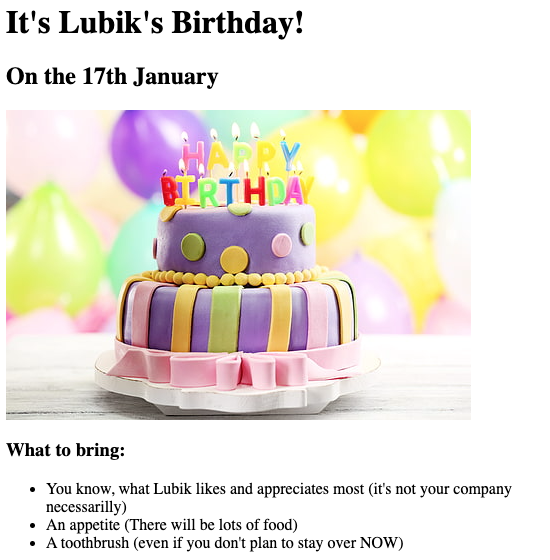 It's Lubik's Birthday!
On the 17th January
HAPPY
BIRTHDAY
What to bring:
• You know, what Lubik likes and appreciates most (it's not your company
necessarilly)
• An appetite (There will be lots of food)
• A toothbrush (even if you don't plan to stay over NOW)